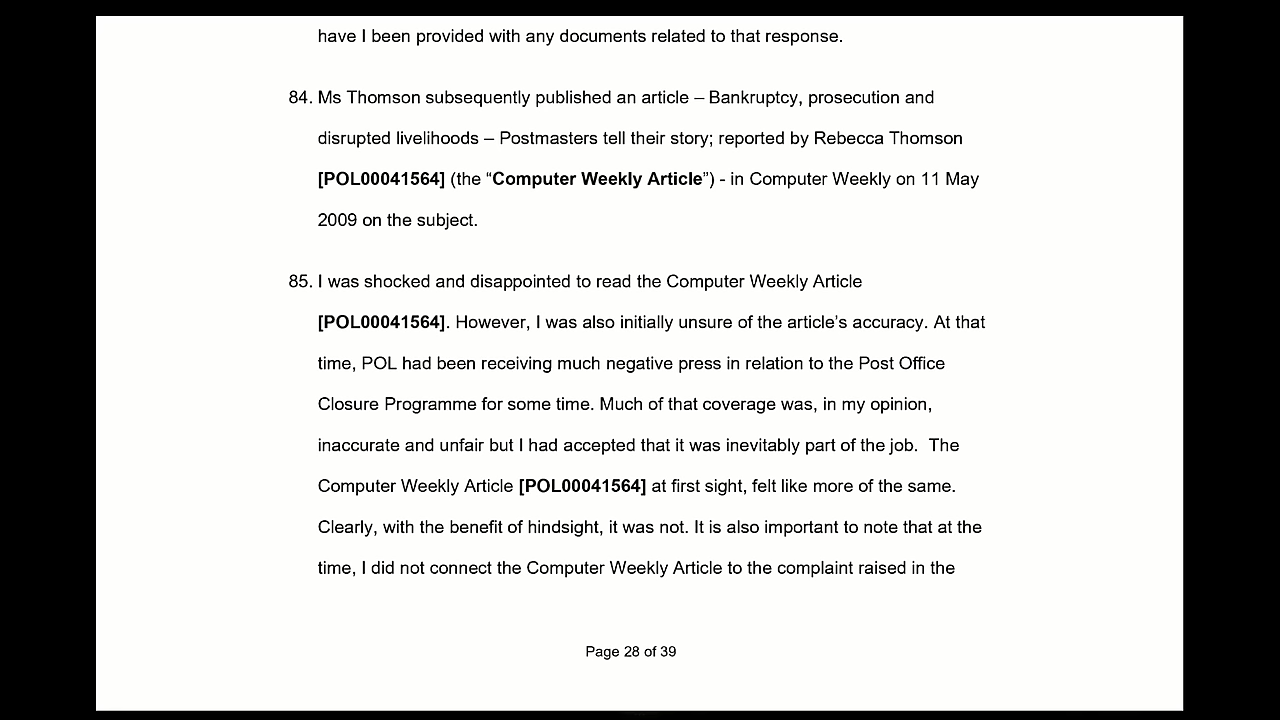 have I been provided with any documents related to that response.
84. Ms Thomson subsequently published an article – Bankruptcy, prosecution and
disrupted livelihoods – Postmasters tell their story; reported by Rebecca Thomson
[POL00041564] (the “Computer Weekly Article”) - in Computer Weekly on 11 May
2009 on the subject.
85. I was shocked and disappointed to read the Computer Weekly Article
[POL00041564]. However, I was also initially unsure of the article’s accuracy. At that
time, POL had been receiving much negative press in relation to the Post Office
Closure Programme for some time. Much of that coverage was, in my opinion,
inaccurate and unfair but I had accepted that it was inevitably part of the job.  The
Computer Weekly Article [POL00041564] at first sight, felt like more of the same.
Clearly, with the benefit of hindsight, it was not. It is also important to note that at the
time, I did not connect the Computer Weekly Article to the complaint raised in the
Page 28 of 39